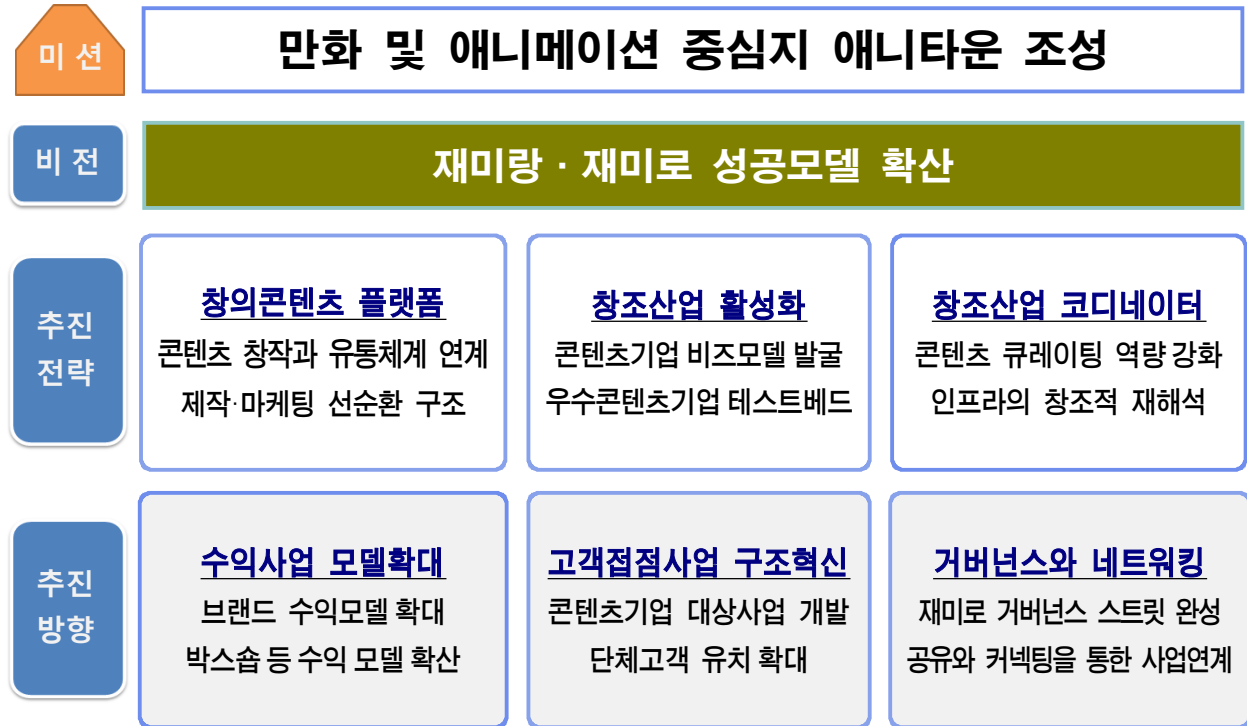 미 션
만화 및 애니메이션 중심지 애니타운 조성
비 전
재미랑 · 재미로 성공모델 확산
추진
전략
창의콘텐츠 플랫폼
콘텐츠 창작과 유통체계 연계
제작·마케팅 선순환 구조
창조산업 활성화
콘텐츠기업 비즈모델 발굴
우수콘텐츠기업 테스트베드
창조산업 코디네이터
콘텐츠 큐레이팅 역량 강화
인프라의 창조적 재해석
추진
방향
수익사업 모델확대
브랜드 수익모델 확대
박스숍 등 수익 모델 확산
고객접점사업 구조혁신
콘텐츠기업 대상사업 개발
단체고객 유치 확대
거버넌스와 네트워킹
재미로 거버넌스 스트릿 완성
공유와 커넥팅을 통한 사업연계